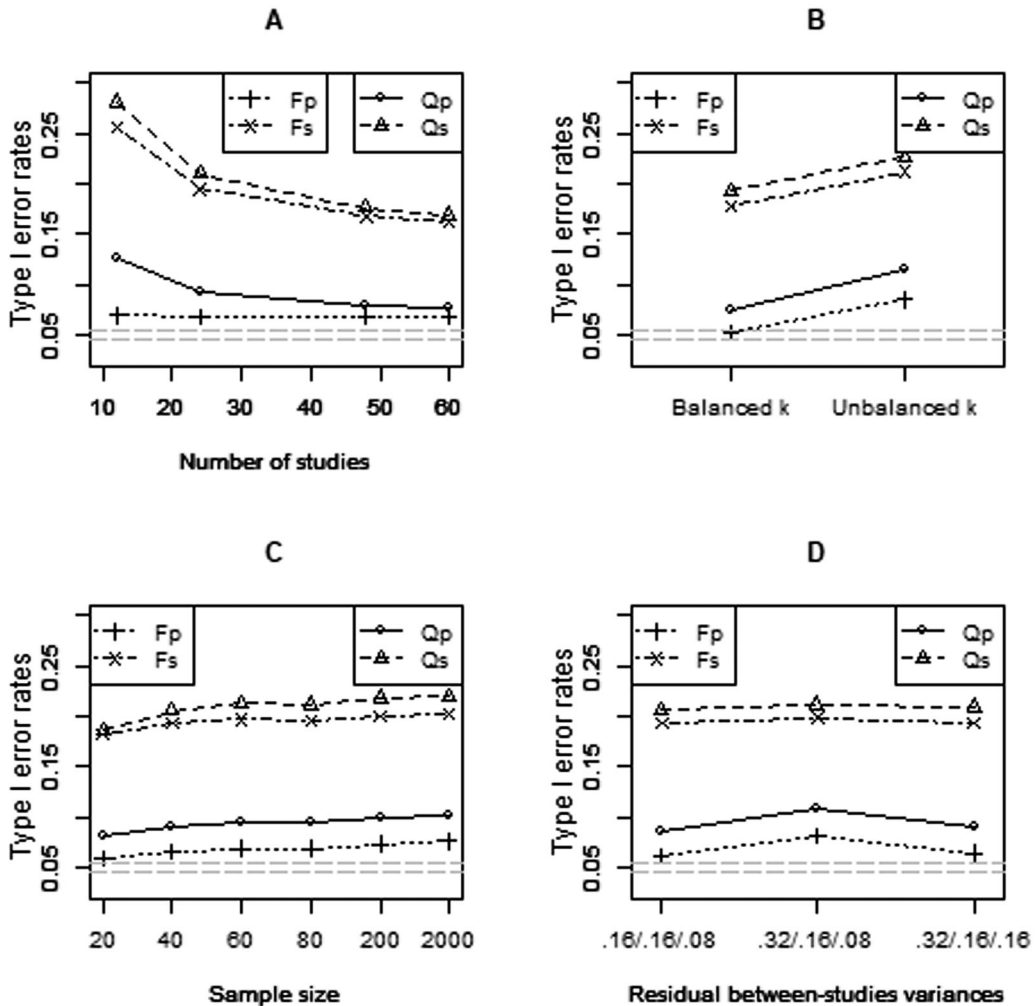 A
Type I error rates
0.25
0.15
0.05
Fp
Fs
Qp
Qs
10 20 30 40 50 60
Number of studies
B
Type I error rates
0.25
0.15
0.05
Fp
Fs
Qp
Qs
Balanced k Unbalanced k
C
Type I error rates
0.25
0.15
0.05
Fp
Fs
Qp
Qs
20 40 60 80 200 2000
Sample size
D
Type I error rates
0.25
0.15
0.05
Fp
Fs
Qp
Qs
.16/.16/.08 .32/.16/.08 .32/.16/.16
Residual between-studies variances